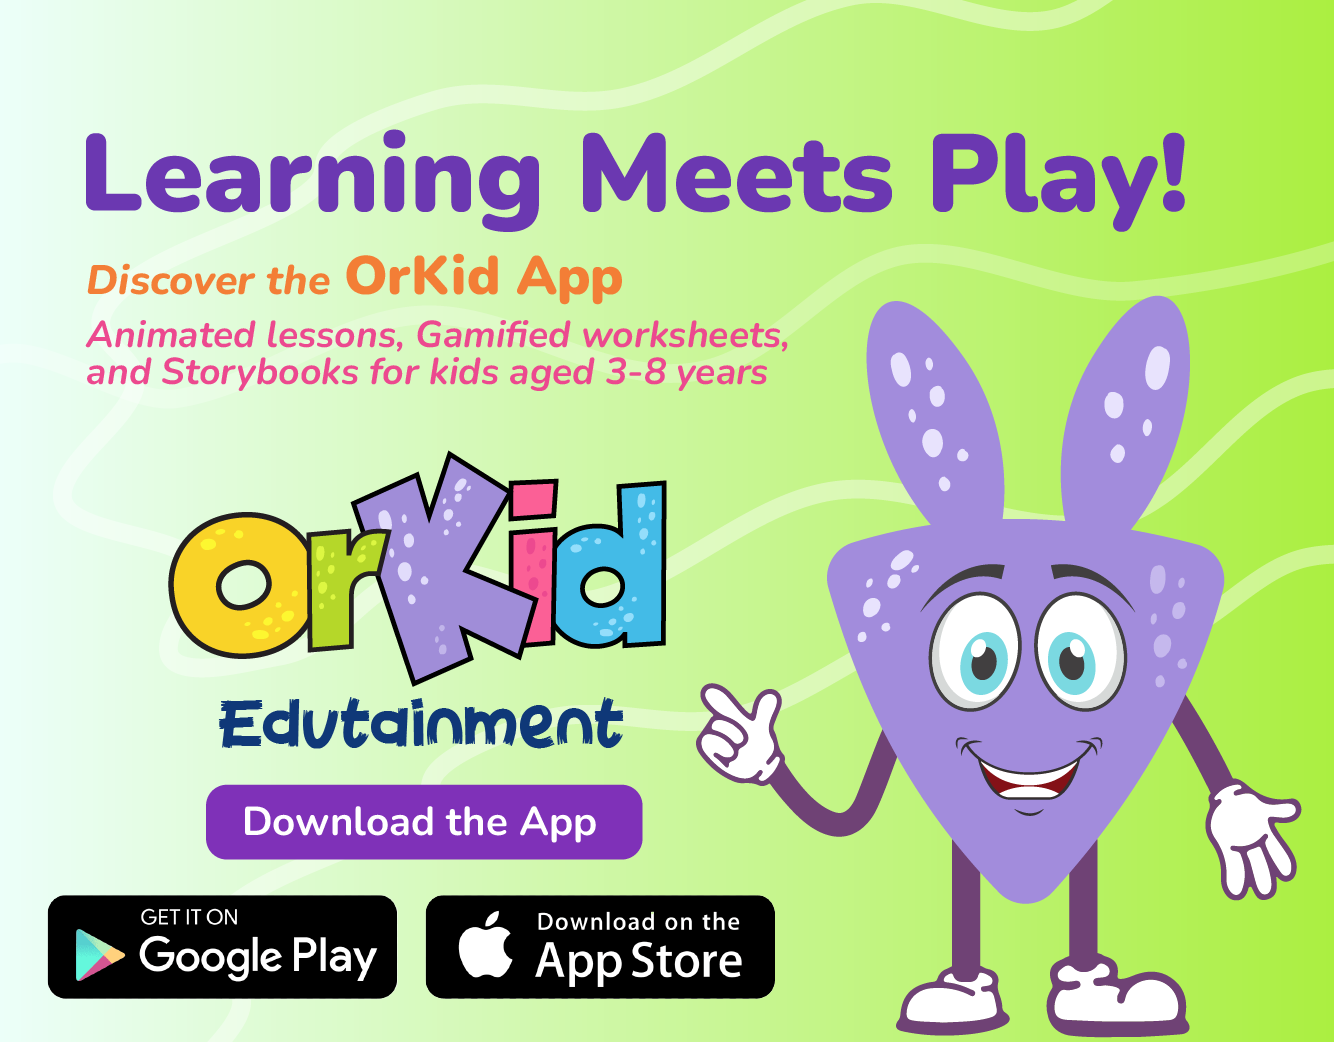 Learning Meets Play!
Discover the OrKid App
Animated lessons, Gamified worksheets,
and Storybooks for kids aged 3-8 years
OrKid
Edutainment
Download the App
GET IT ON
Google Play
Download on the
App Store